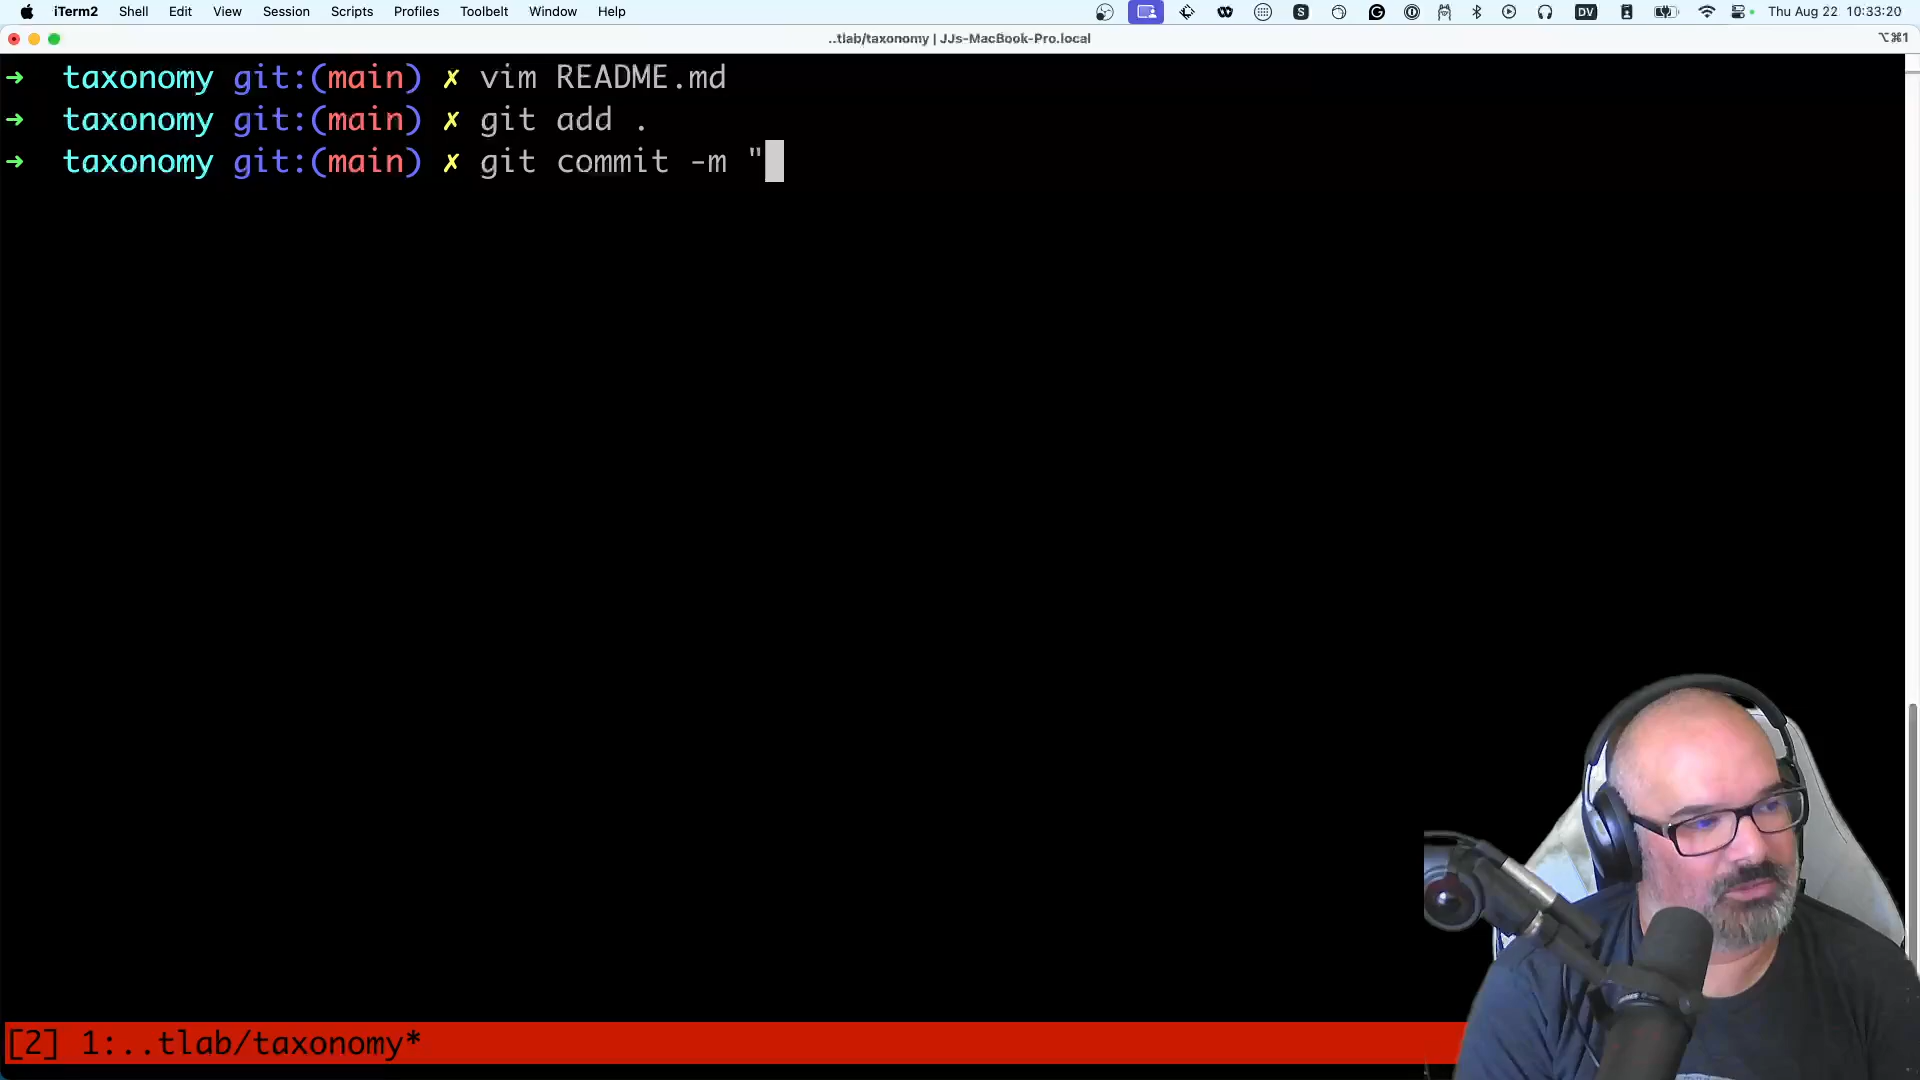 iTerm2 Shell Edit View Session Scripts Profiles Toolbelt Window Help S DV Thu Aug 22 10:33:20
..tlab/taxonomy | JJs-MacBook-Pro.local ⌥⌘1
→ taxonomy git:(main) ✗ vim README.md
→ taxonomy git:(main) ✗ git add .
→ taxonomy git:(main) ✗ git commit -m "
[2] 1:..tlab/taxonomy*